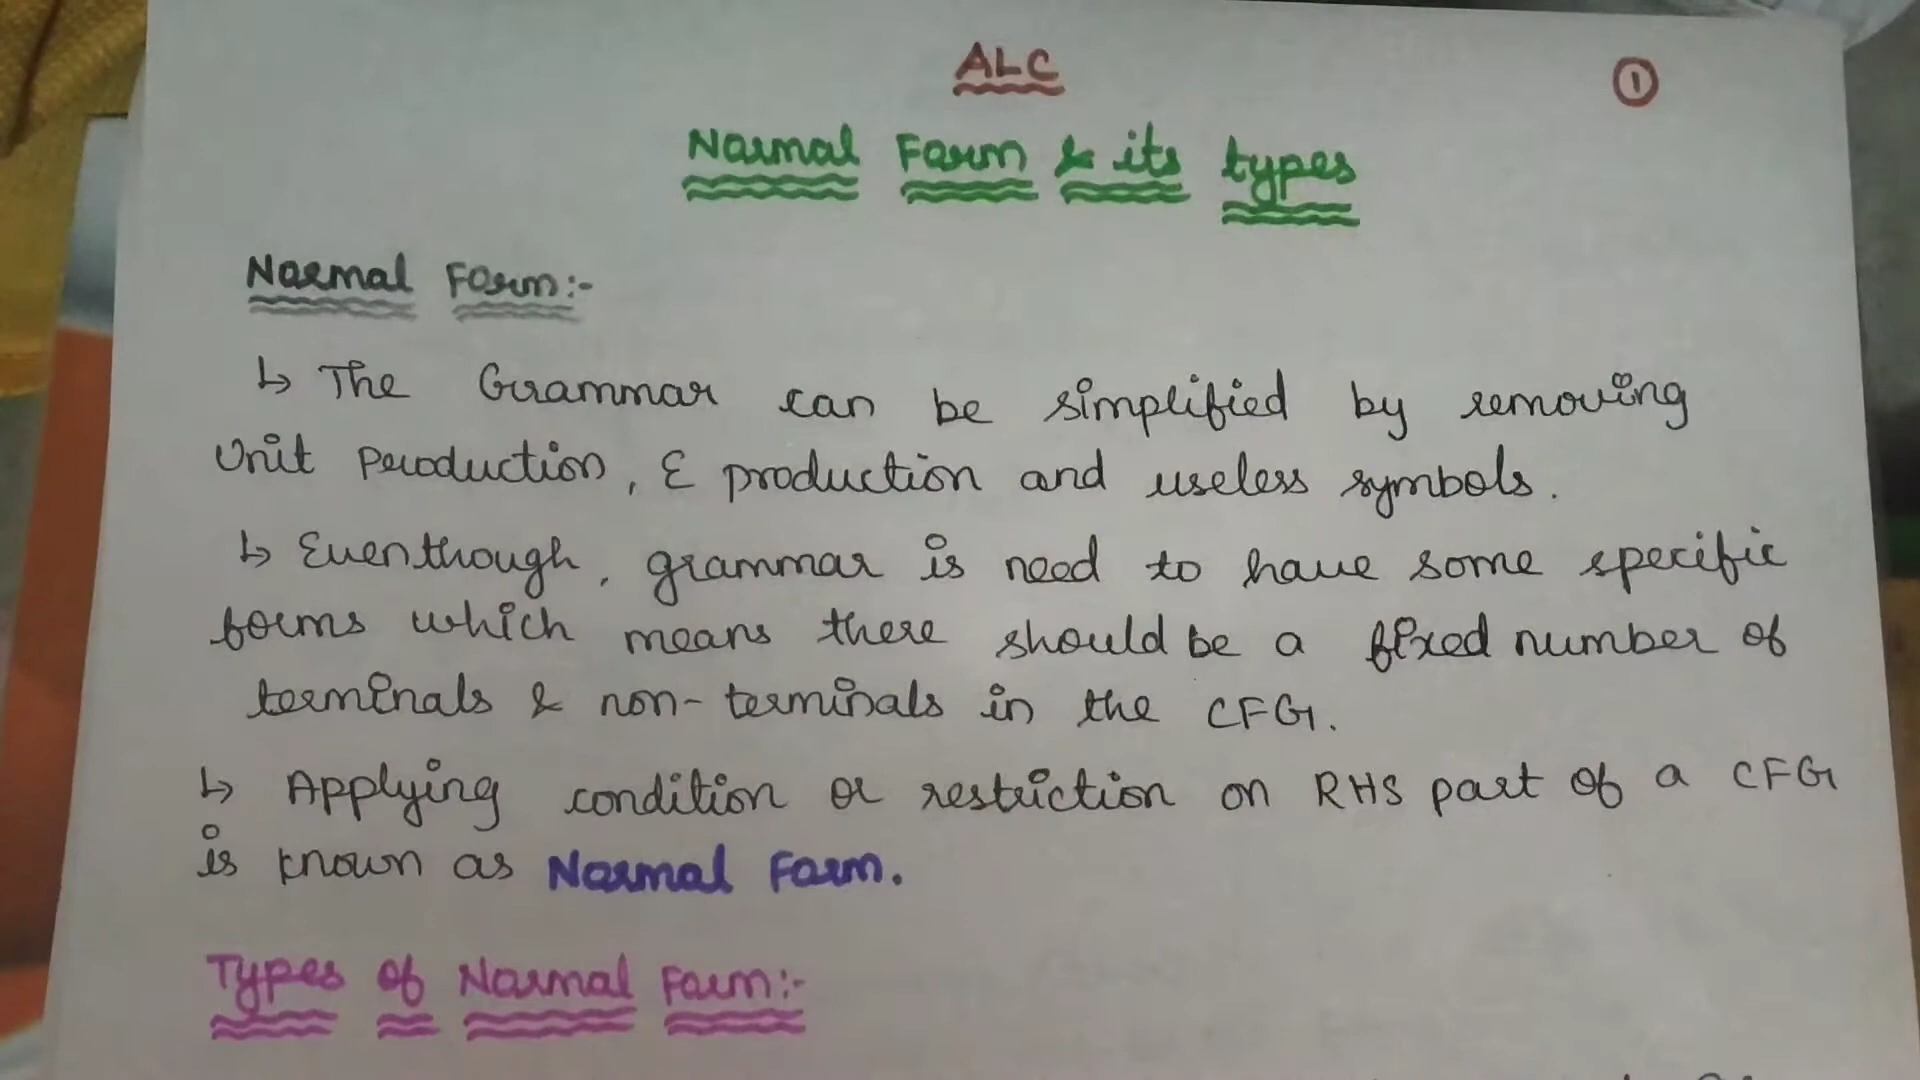 ALC
1
Normal Form & its types
Normal Form:-
↳ The Grammar can be simplified by removing
Unit Production, ε production and useless symbols.
↳ Eventhough, grammar is need to have some specific
forms which means there should be a fixed number of
terminals & non-terminals in the CFG.
↳ Applying condition or restriction on RHS part of a CFG
is known as Normal Form.
Types of Normal Form:-